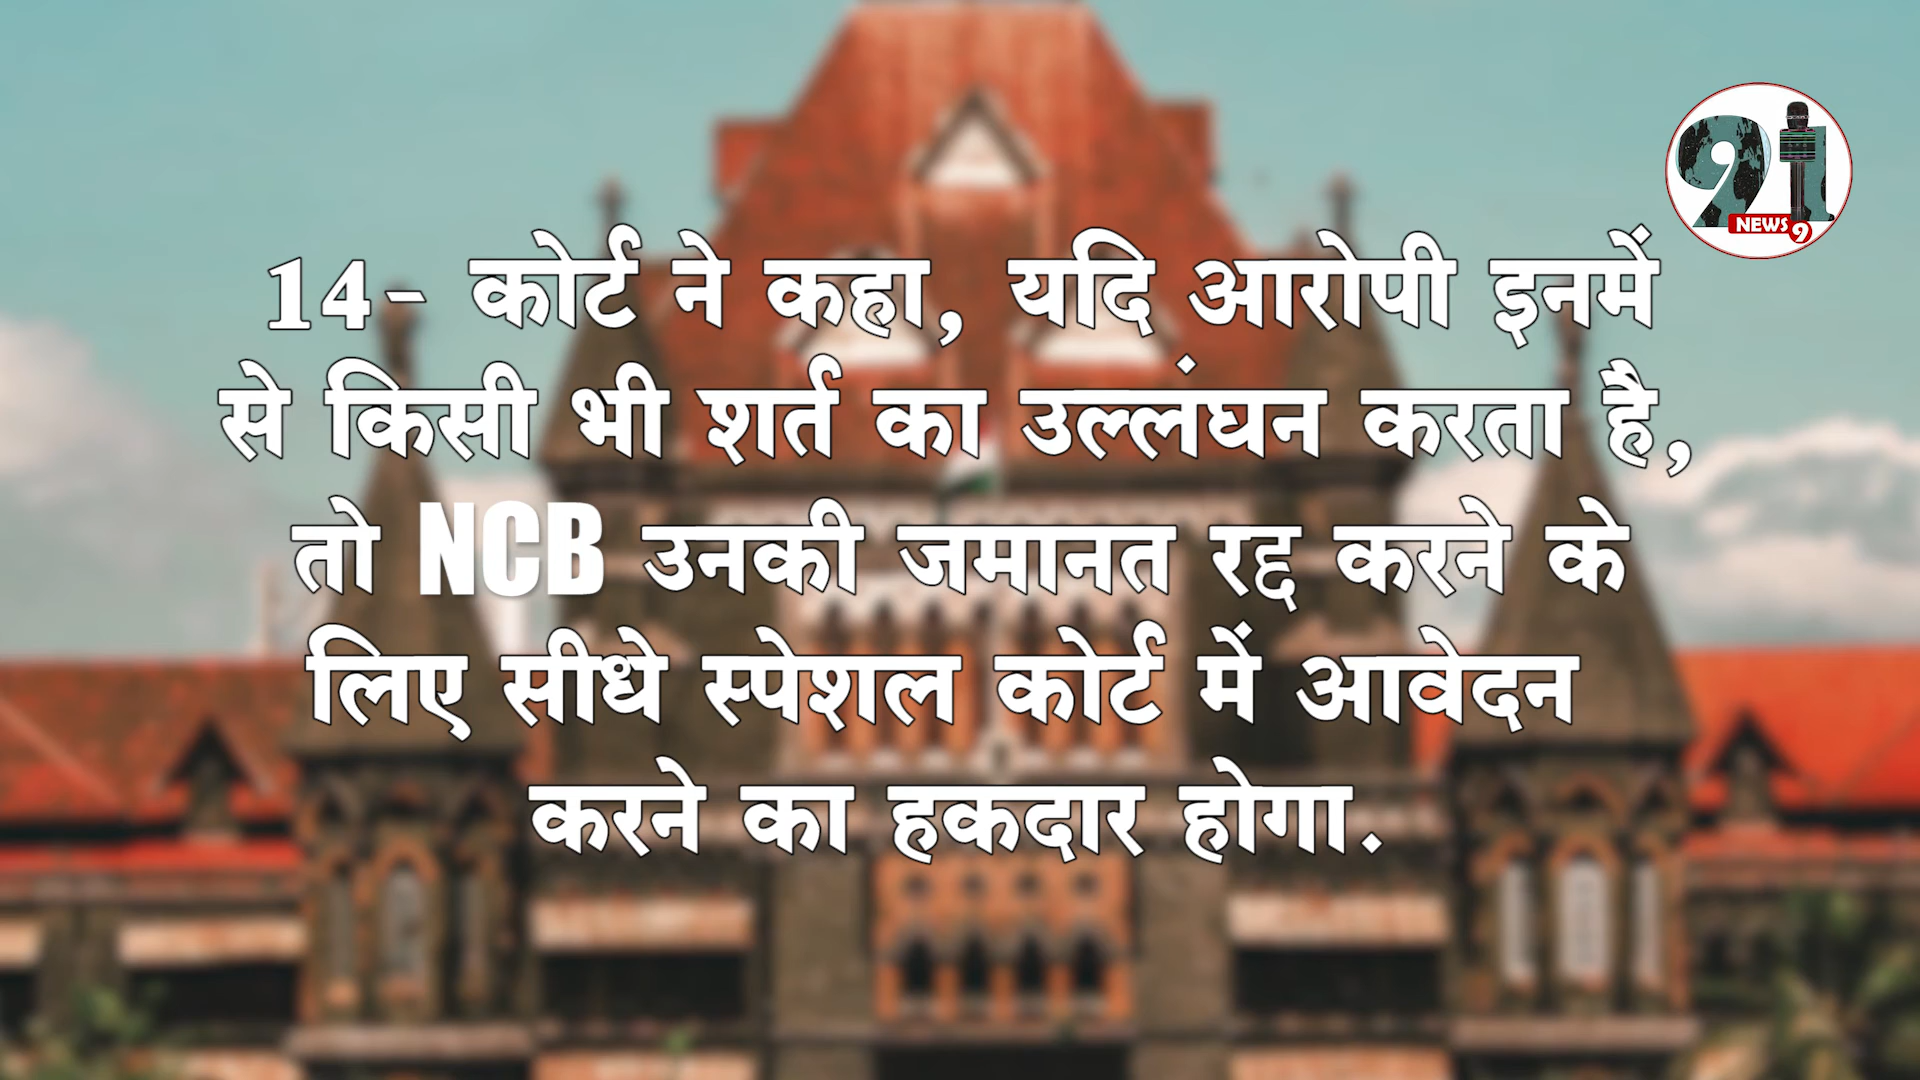 91
NEWS 9
14- कोर्ट ने कहा, यदि आरोपी इनमें
से किसी भी शर्त का उल्लंघन करता है,
तो NCB उनकी जमानत रद्द करने के
लिए सीधे स्पेशल कोर्ट में आवेदन
करने का हकदार होगा.